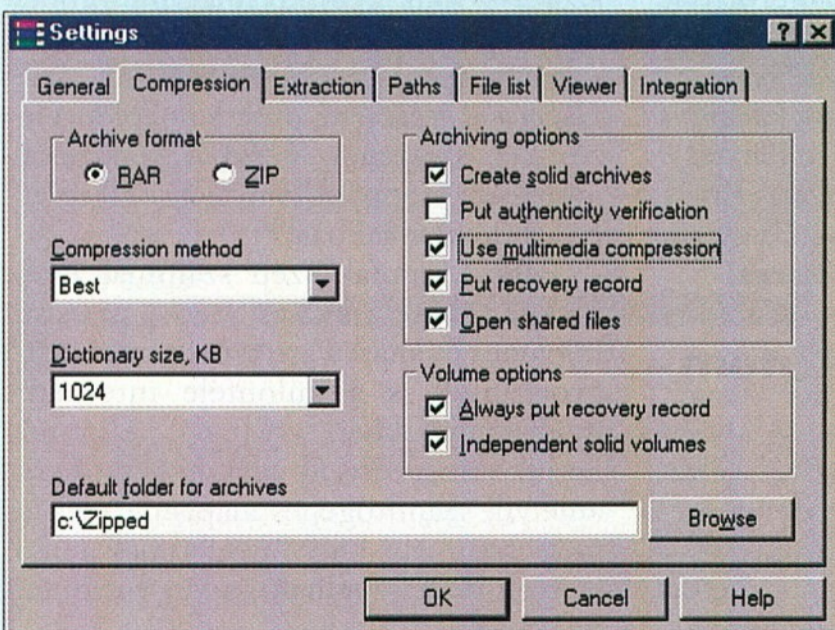 Settings
General Compression Extraction Paths File list Viewer Integration
Archive format
RAR ZIP
Compression method
Best
Dictionary size, KB
1024
Archiving options
Create solid archives
Put authenticity verification
Use multimedia compression
Put recovery record
Open shared files
Volume options
Always put recovery record
Independent solid volumes
Default folder for archives
c:\Zipped
Browse
OK Cancel Help